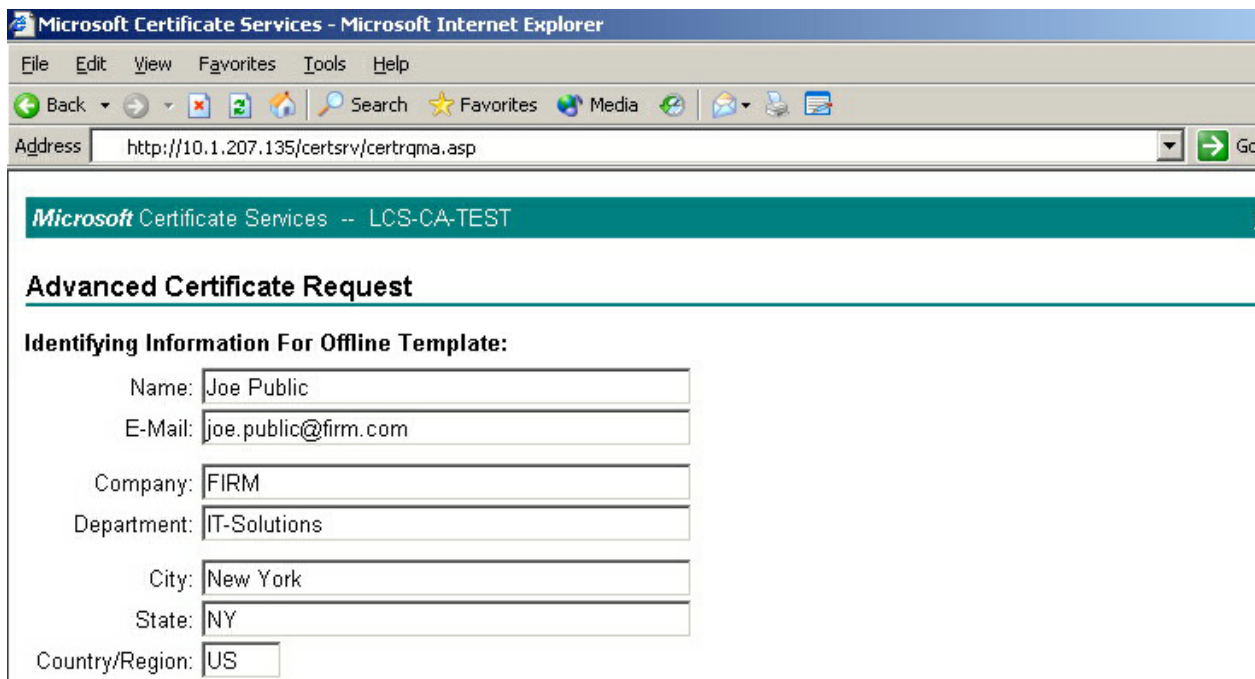 Microsoft Certificate Services - Microsoft Internet Explorer
File Edit View Favorites Tools Help
Back Search Favorites Media
Address http://10.1.207.135/certsrv/certrqma.asp Go
Microsoft Certificate Services -- LCS-CA-TEST
Advanced Certificate Request
Identifying Information For Offline Template:
Name: Joe Public
E-Mail: joe.public@firm.com
Company: FIRM
Department: IT-Solutions
City: New York
State: NY
Country/Region: US